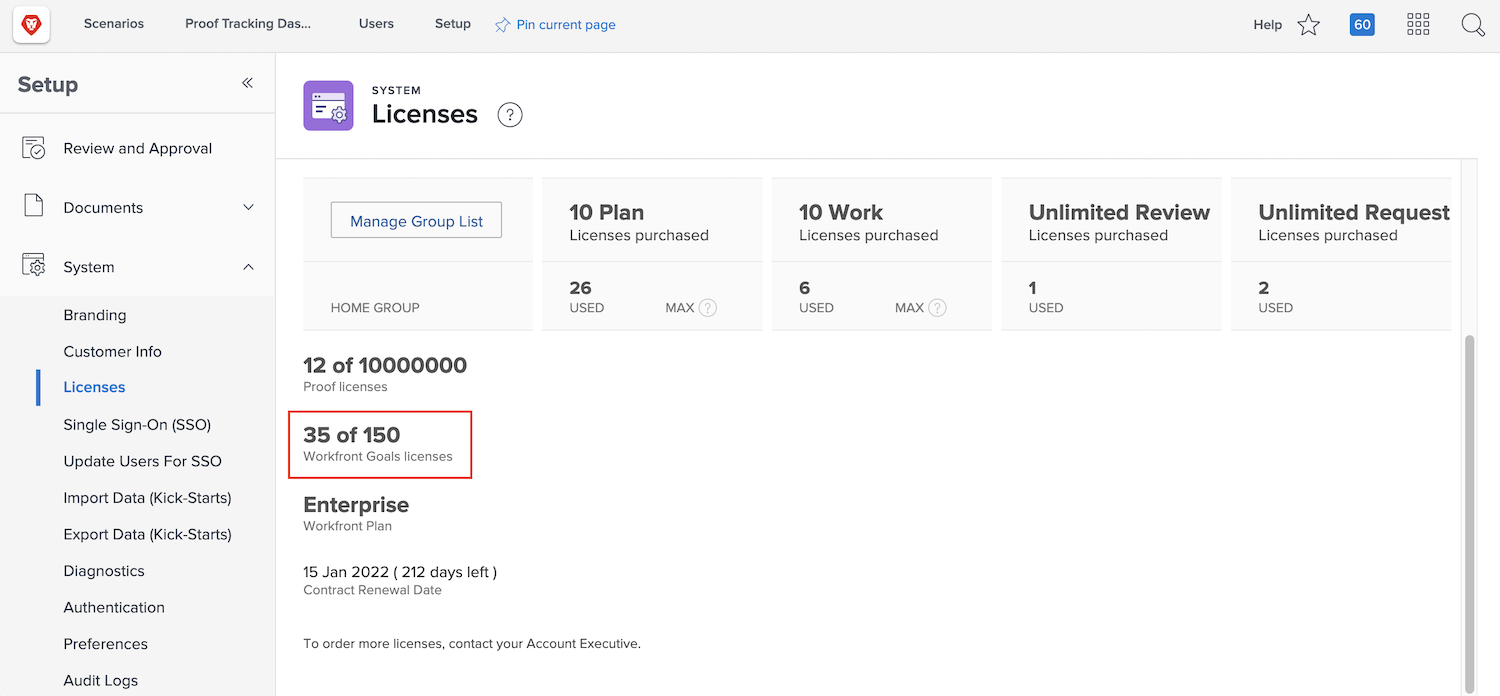 Scenarios
Proof Tracking Das...
Users
Setup
Pin current page
Help
60
Setup
Review and Approval
Documents
System
Branding
Customer Info
Licenses
Single Sign-On (SSO)
Update Users For SSO
Import Data (Kick-Starts)
Export Data (Kick-Starts)
Diagnostics
Authentication
Preferences
Audit Logs
SYSTEM
Licenses ?
Manage Group List
HOME GROUP
10 Plan
Licenses purchased
26
USED MAX ?
10 Work
Licenses purchased
6
USED MAX ?
Unlimited Review
Licenses purchased
1
USED
Unlimited Request
Licenses purchased
2
USED
12 of 10000000
Proof licenses
35 of 150
Workfront Goals licenses
Enterprise
Workfront Plan
15 Jan 2022 ( 212 days left )
Contract Renewal Date
To order more licenses, contact your Account Executive.